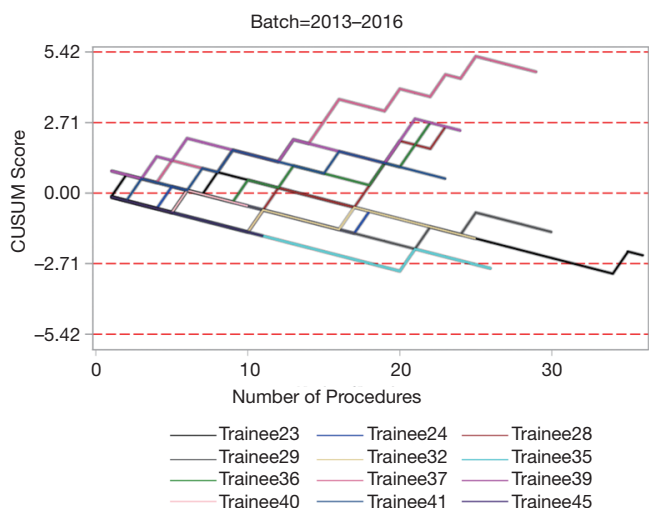 Batch=2013–2016
5.42
2.71
0.00
−2.71
−5.42
CUSUM Score
0 10 20 30
Number of Procedures
Trainee23 Trainee24 Trainee28
Trainee29 Trainee32 Trainee35
Trainee36 Trainee37 Trainee39
Trainee40 Trainee41 Trainee45